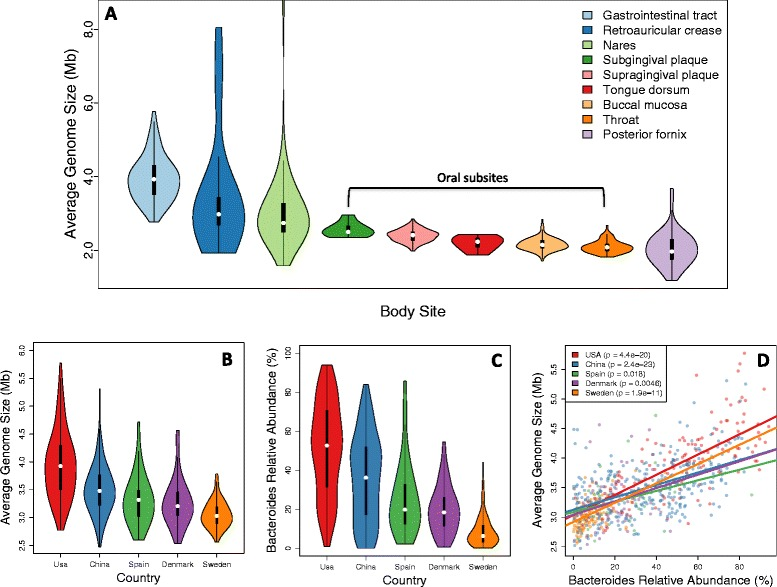 A
Average Genome Size (Mb)
8.0
6.0
4.0
2.0
Gastrointestinal tract
Retroauricular crease
Nares
Subgingival plaque
Supragingival plaque
Tongue dorsum
Buccal mucosa
Throat
Posterior fornix
Oral subsites
Body Site
B
Average Genome Size (Mb)
6.0
5.5
5.0
4.5
4.0
3.5
3.0
2.5
Usa
China
Spain
Denmark
Sweden
Country
C
Bacteroides Relative Abundance (%)
100
80
60
40
20
0
Usa
China
Spain
Denmark
Sweden
Country
D
Average Genome Size (Mb)
5.5
5.0
4.5
4.0
3.5
3.0
2.5
USA (p = 4.4e−20)
China (p = 2.4e−23)
Spain (p = 0.018)
Denmark (p = 0.0046)
Sweden (p = 1.9e−11)
0
20
40
60
80
Bacteroides Relative Abundance (%)